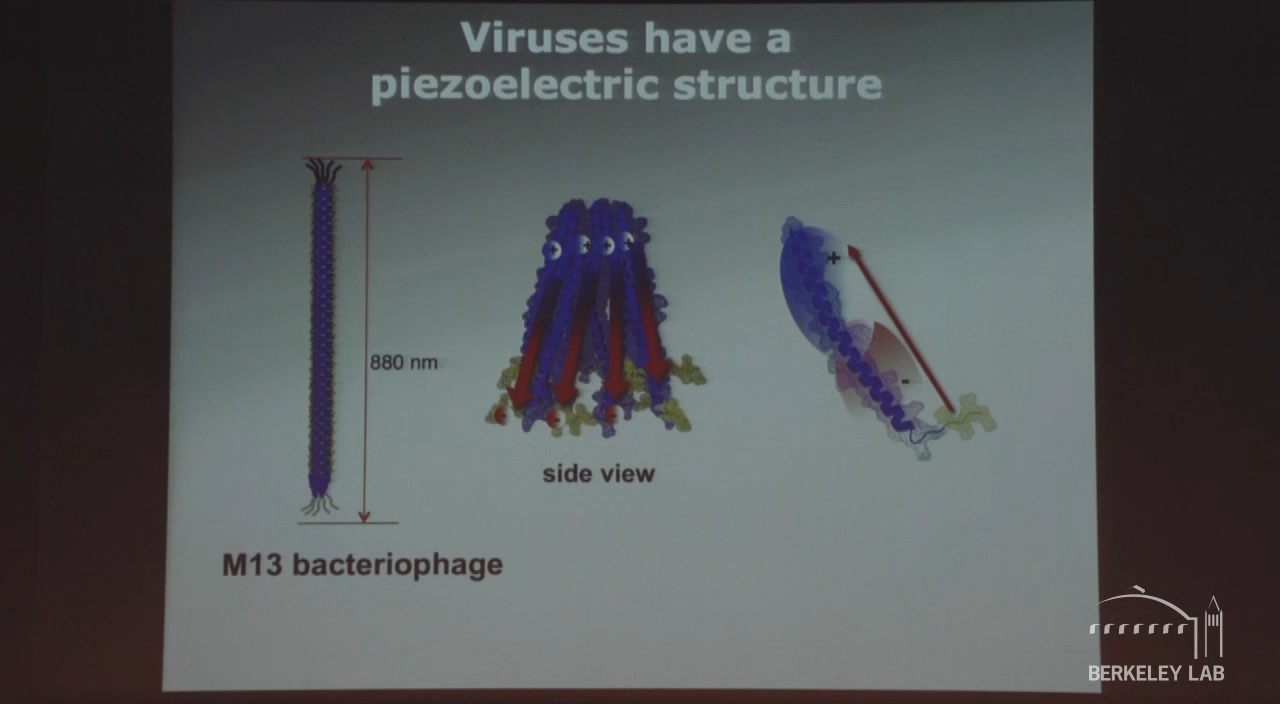 Viruses have a
piezoelectric structure
880 nm
+
-
side view
M13 bacteriophage
BERKELEY LAB